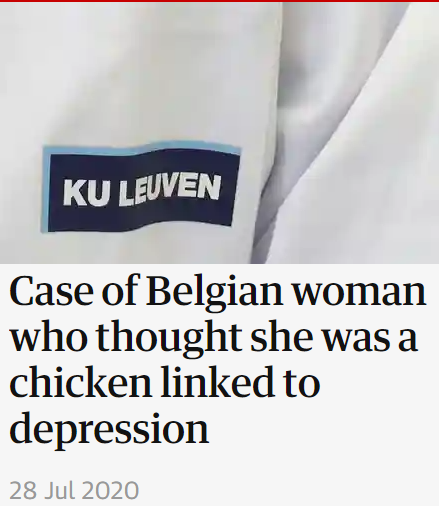 KU LEUVEN
Case of Belgian woman
who thought she was a
chicken linked to
depression
28 Jul 2020